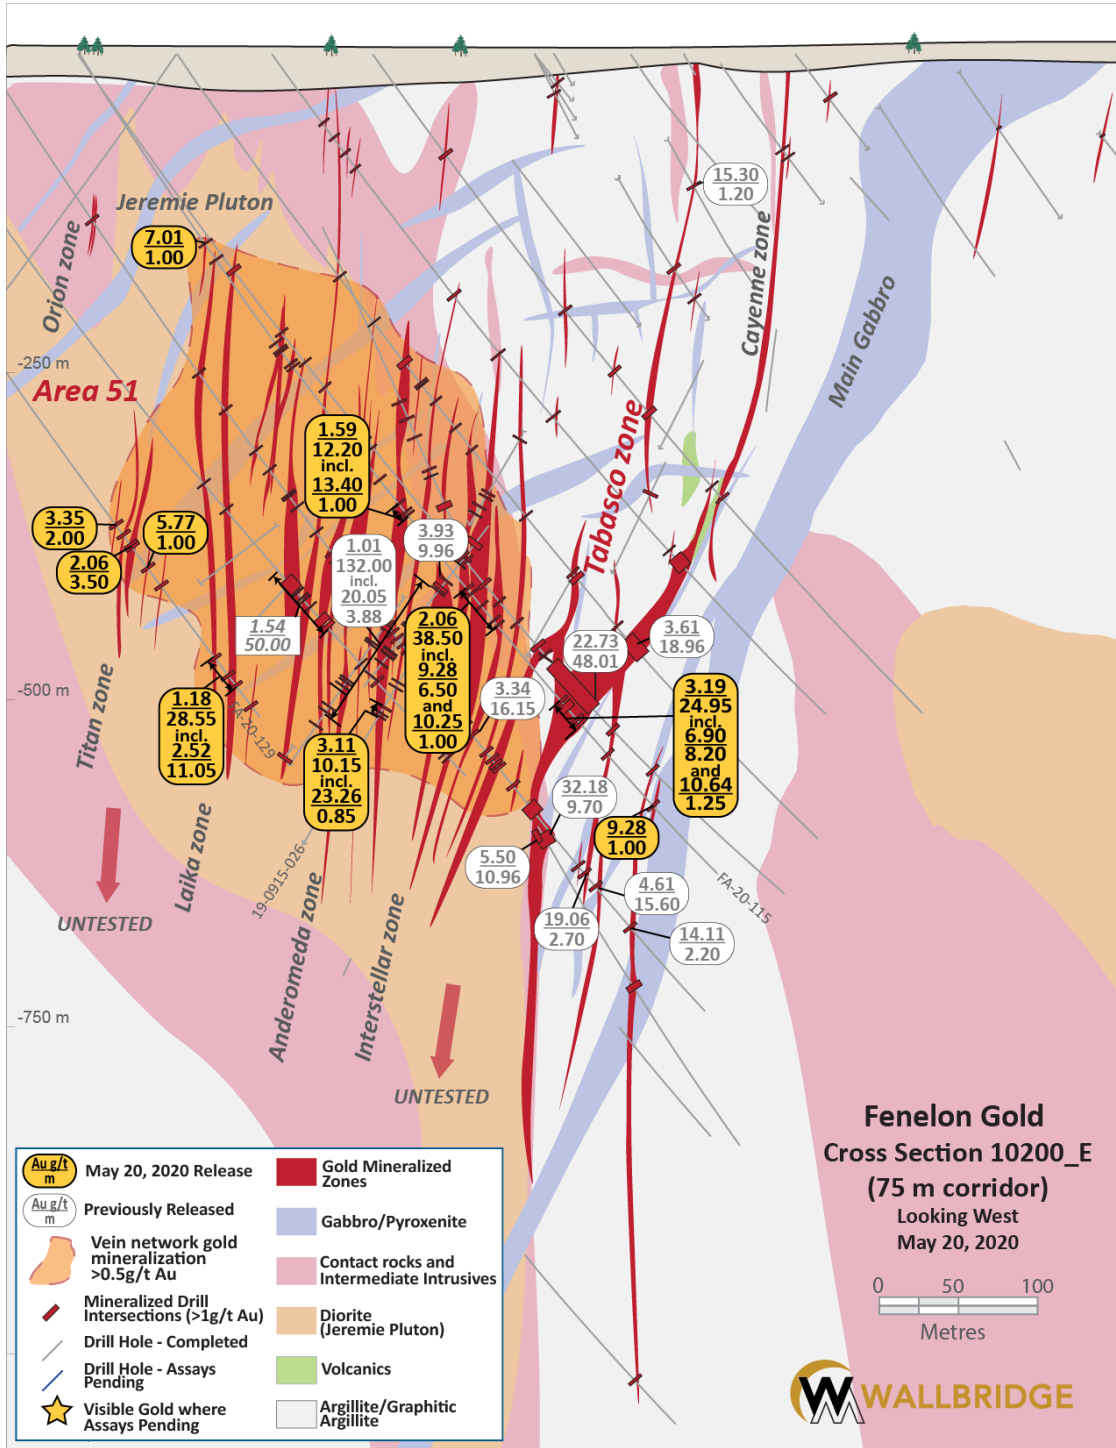 15.30
1.20
Jeremie Pluton
7.01
1.00
Orion zone
Cayenne zone
Main Gabbro
-250 m
Area 51
1.59
12.20
incl.
13.40
1.00
Tabasco zone
3.35
2.00
5.77
1.00
2.06
3.50
1.01
132.00
incl.
20.05
3.88
3.93
9.96
1.54
50.00
2.06
38.50
incl.
9.28
6.50
and
10.25
1.00
22.73
48.01
3.61
18.96
-500 m
Titan zone
1.18
28.55
incl.
2.52
11.05
FA-20-129
3.34
16.15
3.19
24.95
incl.
6.90
8.20
and
10.64
1.25
3.11
10.15
incl.
23.26
0.85
32.18
9.70
9.28
1.00
5.50
10.96
Laika zone
19-0915-026
Anderomeda zone
Interstellar zone
4.61
15.60
FA-20-115
19.06
2.70
14.11
2.20
UNTESTED
-750 m
UNTESTED
Fenelon Gold
Cross Section 10200_E
(75 m corridor)
Looking West
May 20, 2020
0 50 100
Metres
WALLBRIDGE
Au g/t
m
May 20, 2020 Release
Au g/t
m
Previously Released
Vein network gold
mineralization
>0.5g/t Au
Mineralized Drill
Intersections (>1g/t Au)
Drill Hole - Completed
Drill Hole - Assays
Pending
Visible Gold where
Assays Pending
Gold Mineralized
Zones
Gabbro/Pyroxenite
Contact rocks and
Intermediate Intrusives
Diorite
(Jeremie Pluton)
Volcanics
Argillite/Graphitic
Argillite